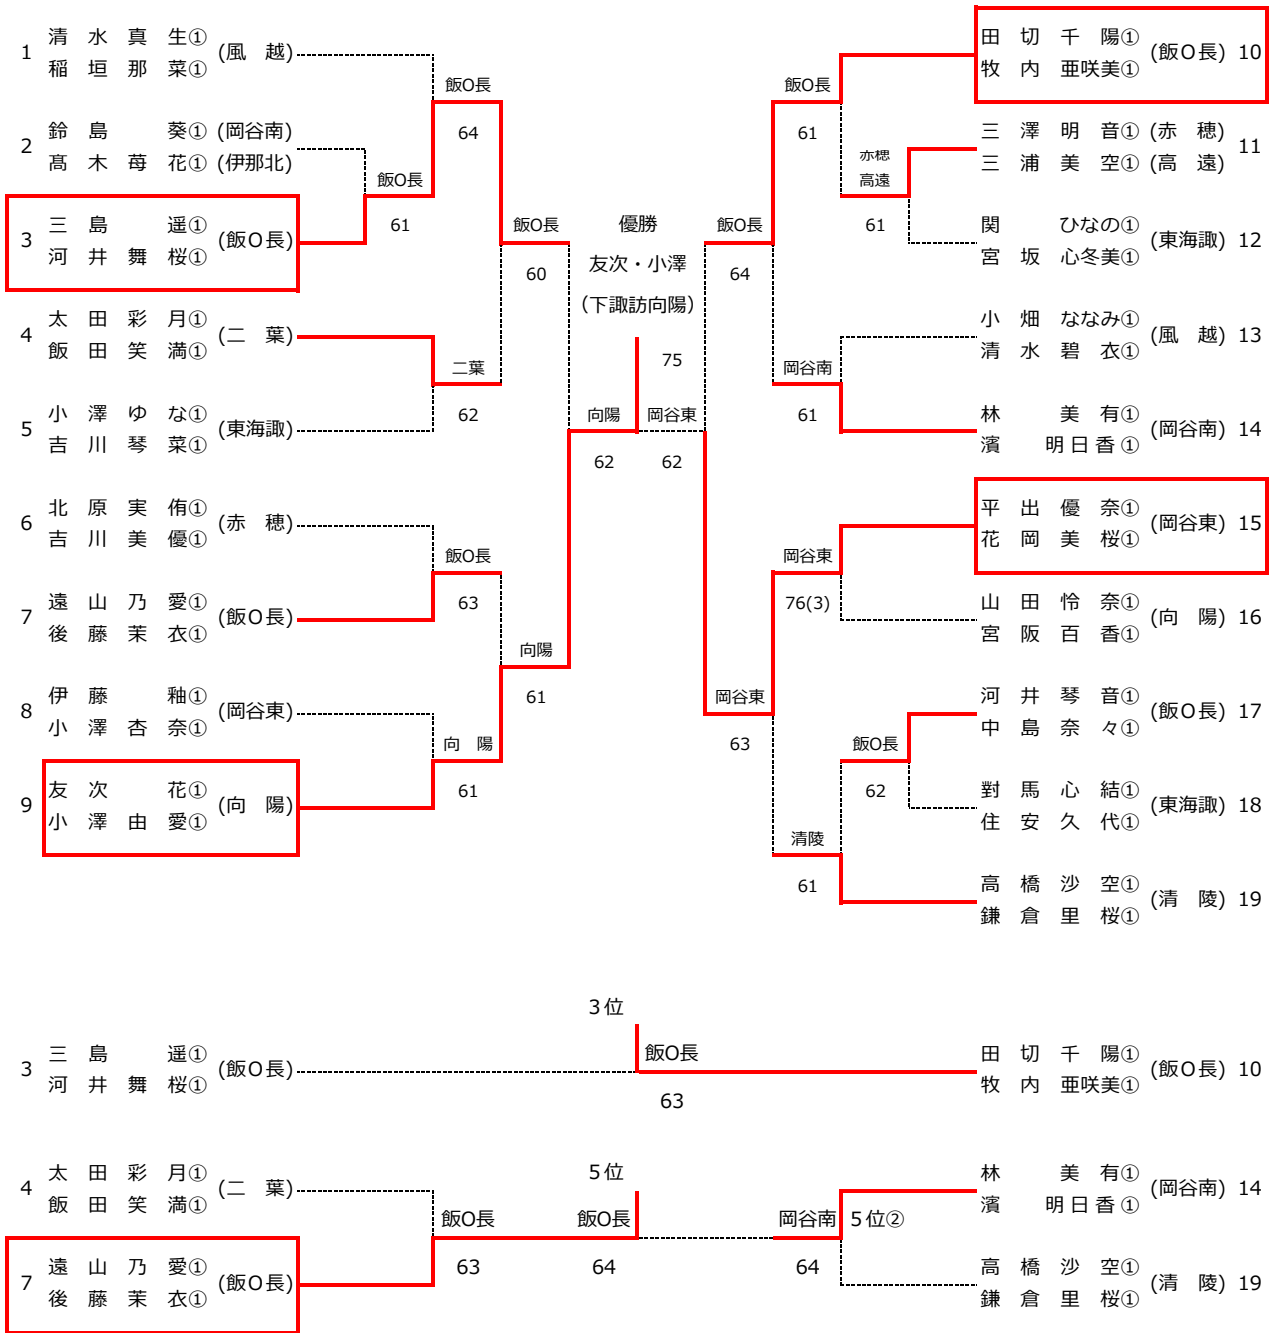 1 清水真生① (風越)
稲垣那菜①
2 鈴島葵① (岡谷南)
髙木苺花① (伊那北)
3 三島遥① (飯O長)
河井舞桜①
4 太田彩月① (二葉)
飯田笑満①
5 小澤ゆな① (東海諏)
吉川琴菜①
6 北原実侑① (赤穂)
吉川美優①
7 遠山乃愛① (飯O長)
後藤茉衣①
8 伊藤釉① (岡谷東)
小澤杏奈①
9 友次花① (向陽)
小澤由愛①
飯O長
64
飯O長
61
二葉
62
飯O長
63
向陽
61
飯O長
60
向陽
61
向陽
62
優勝
友次・小澤
(下諏訪向陽)
75
岡谷東
62
飯O長
64
岡谷東
63
飯O長
61
赤穂
高遠
61
岡谷南
61
岡谷東
76(3)
飯O長
62
清陵
61
田切千陽① (飯O長) 10
牧内亜咲美①
三澤明音① (赤穂) 11
三浦美空① (高遠)
関ひなの① (東海諏) 12
宮坂心冬美①
小畑ななみ① (風越) 13
清水碧衣①
林美有① (岡谷南) 14
濱明日香①
平出優奈① (岡谷東) 15
花岡美桜①
山田怜奈① (向陽) 16
宮阪百香①
河井琴音① (飯O長) 17
中島奈々①
對馬心結① (東海諏) 18
住安久代①
高橋沙空① (清陵) 19
鎌倉里桜①
3位
3 三島遥① (飯O長)
河井舞桜①
飯O長
63
田切千陽① (飯O長) 10
牧内亜咲美①
5位
4 太田彩月① (二葉)
飯田笑満①
7 遠山乃愛① (飯O長)
後藤茉衣①
飯O長
63
飯O長
64
岡谷南
64
5位②
林美有① (岡谷南) 14
濱明日香①
高橋沙空① (清陵) 19
鎌倉里桜①